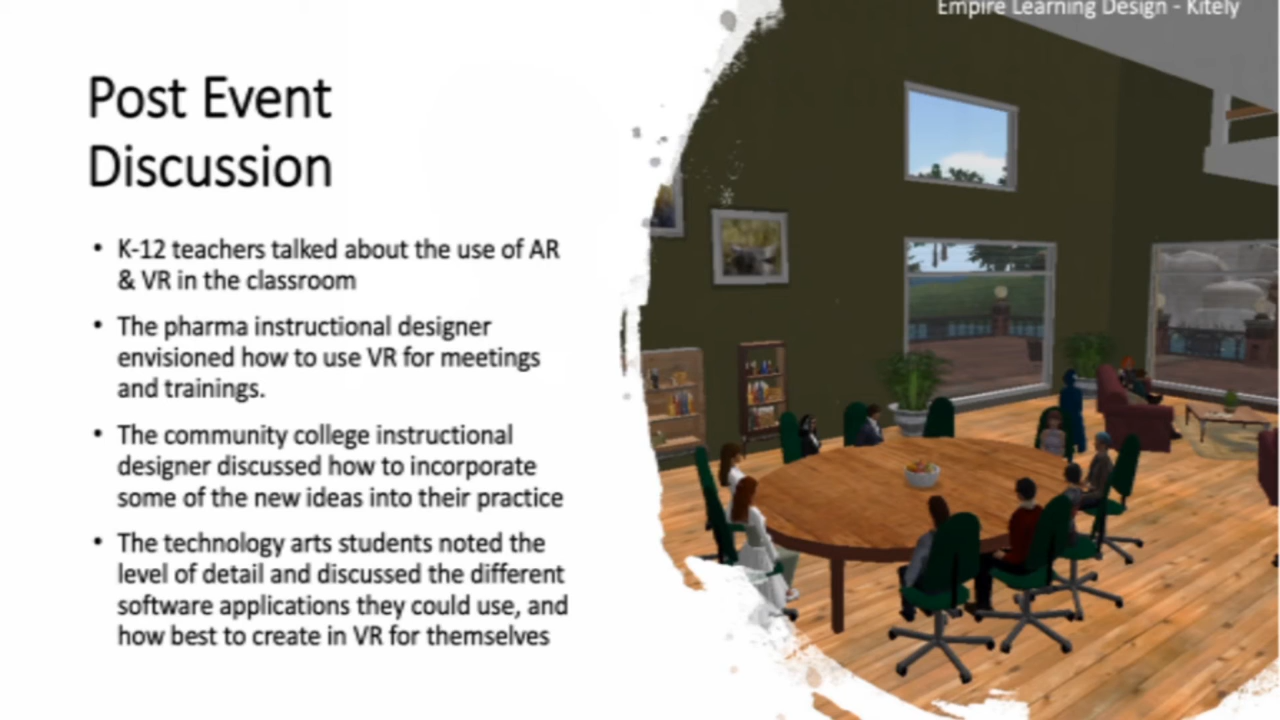 Empire Learning Design - Kitely
Post Event
Discussion
• K-12 teachers talked about the use of AR
& VR in the classroom
• The pharma instructional designer
envisioned how to use VR for meetings
and trainings.
• The community college instructional
designer discussed how to incorporate
some of the new ideas into their practice
• The technology arts students noted the
level of detail and discussed the different
software applications they could use, and
how best to create in VR for themselves